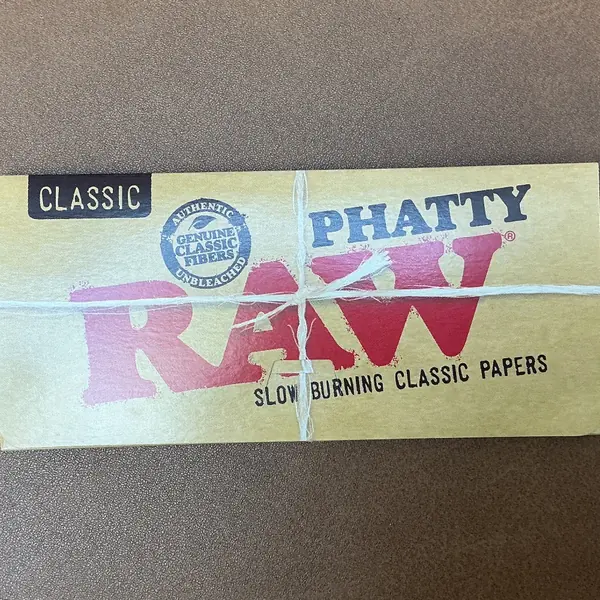 CLASSIC
AUTHENTIC
GENUINE
CLASSIC
FIBERS
UNBLEACHED
PHATTY
RAW®
SLOW BURNING CLASSIC PAPERS